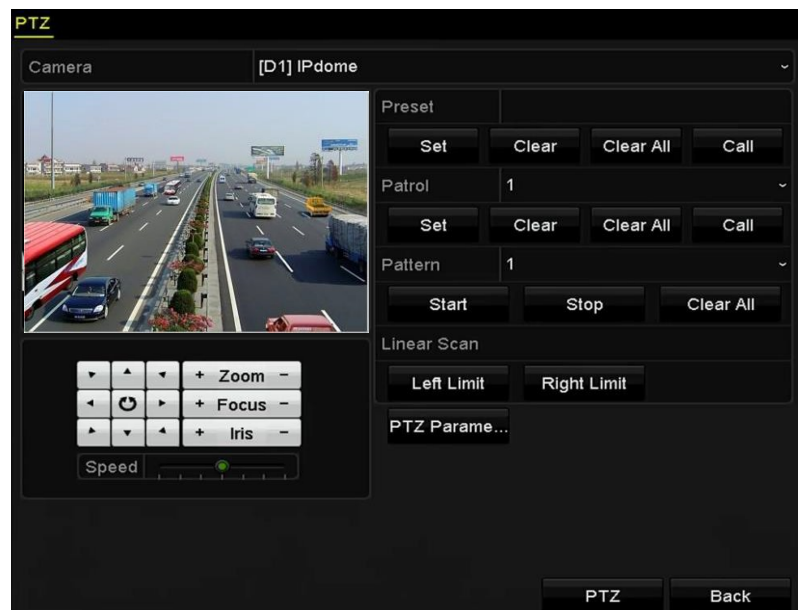 PTZ
Camera [D1] IPdome
Preset
Set Clear Clear All Call
Patrol 1
Set Clear Clear All Call
Pattern 1
Start Stop Clear All
Linear Scan
Left Limit Right Limit
PTZ Parame...
+ Zoom -
+ Focus -
+ Iris -
Speed
PTZ Back